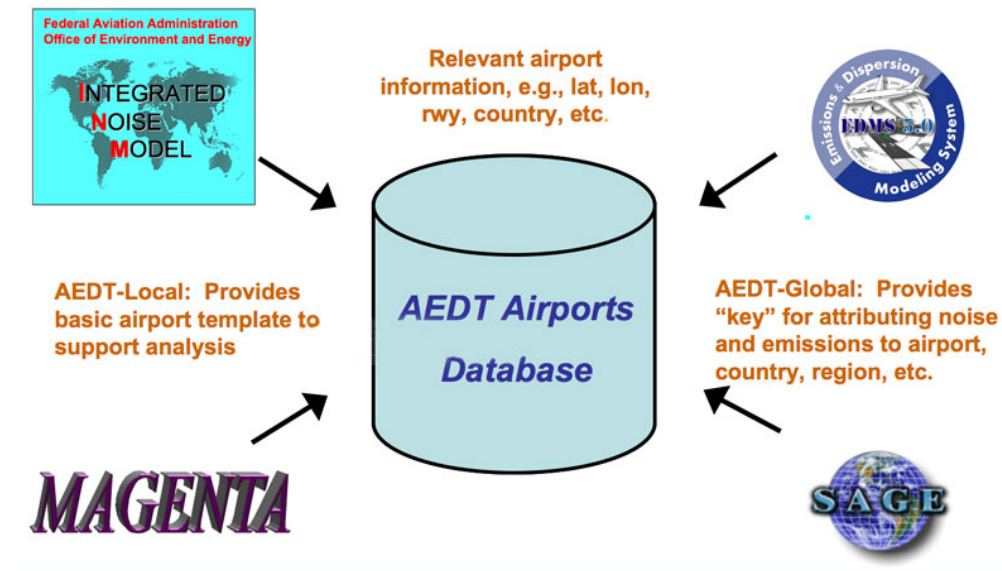 Federal Aviation Administration
Office of Environment and Energy
INTEGRATED
NOISE
MODEL
Relevant airport
information, e.g., lat, lon,
rwy, country, etc.
Emissions & Dispersion
EDMS 5.0
Modeling System
AEDT-Local: Provides
basic airport template to
support analysis
AEDT Airports
Database
AEDT-Global: Provides
“key” for attributing noise
and emissions to airport,
country, region, etc.
MAGENTA
SAGE